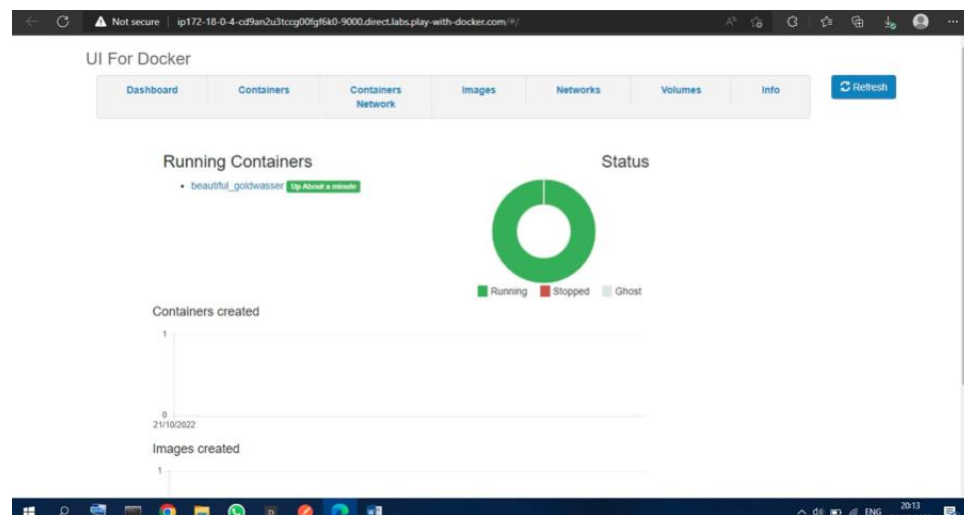 Not secure ip172-18-0-4-cd9an2u3tccg00fgf6k0-9000.direct.labs.play-with-docker.com/#/
UI For Docker
Dashboard Containers Containers Network Images Networks Volumes Info Refresh
Running Containers
beautiful_goldwasser Up About a minute
Status
Running Stopped Ghost
Containers created
1
0
21/10/2022
Images created
1
ENG 20:13